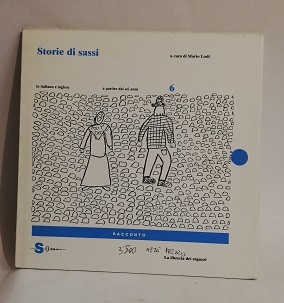 Storie di sassi
a cura di Mario Lodi
in italiano e inglese
a partire dai sei anni
6
RACCONTO
La libreria dei ragazzi